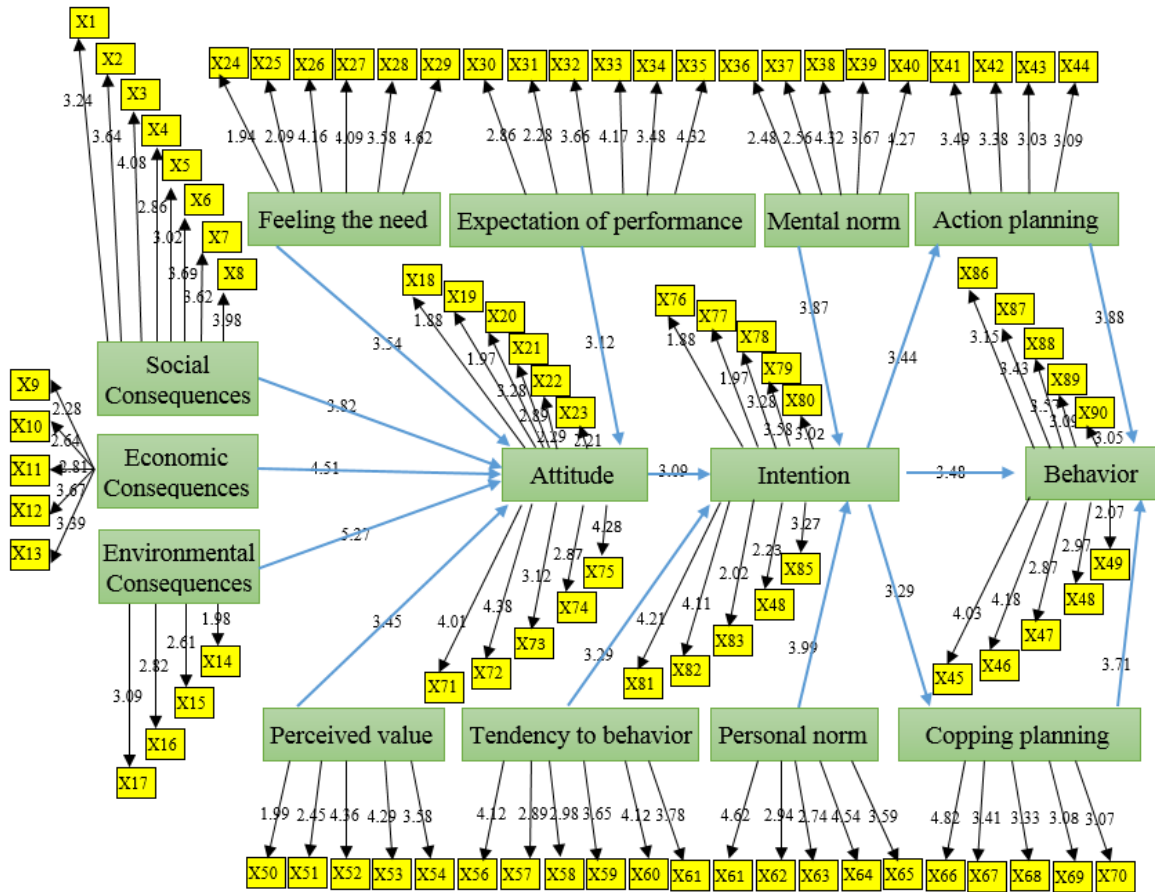 X1
X2
X3
X4
X5
X6
X7
X8
3.24
3.64
4.08
2.86
3.02
3.69
3.62
3.98
X24 X25 X26 X27 X28 X29 X30 X31 X32 X33 X34 X35 X36 X37 X38 X39 X40 X41 X42 X43 X44
1.94 2.09 4.16 4.09 3.58 4.62 2.86 2.28 3.66 4.17 3.48 4.32 2.48 2.56 4.32 3.67 4.27 3.49 3.38 3.03 3.09
Feeling the need
Expectation of performance
Mental norm
Action planning
X18
X19
X20
X21
X22
X23
1.88
1.97
3.28
2.89
2.29
2.21
X76
X77
X78
X79
X80
1.88
1.97
3.28
3.58
3.02
X86
X87
X88
X89
X90
3.15
3.43
3.57
3.09
3.05
3.54
3.12
3.87
3.44
3.88
Social
Consequences
3.82
X9
X10
X11
X12
X13
2.28
2.64
2.81
3.67
3.39
Economic
Consequences
4.51
Attitude
3.09
Intention
3.48
Behavior
Environmental
Consequences
5.27
1.98
2.61
2.82
3.09
X14
X15
X16
X17
4.01
4.38
3.12
2.87
4.28
X71
X72
X73
X74
X75
4.21
4.11
2.02
2.23
3.27
X81
X82
X83
X48
X85
4.03
4.18
2.87
2.97
2.07
X45
X46
X47
X48
X49
3.45
3.29
3.99
3.29
3.71
Perceived value
Tendency to behavior
Personal norm
Copping planning
1.99 2.45 4.36 4.29 3.58 4.12 2.89 2.98 3.65 4.12 3.78 4.62 2.94 2.74 4.54 3.59 4.82 3.41 3.33 3.08 3.07
X50 X51 X52 X53 X54 X56 X57 X58 X59 X60 X61 X61 X62 X63 X64 X65 X66 X67 X68 X69 X70